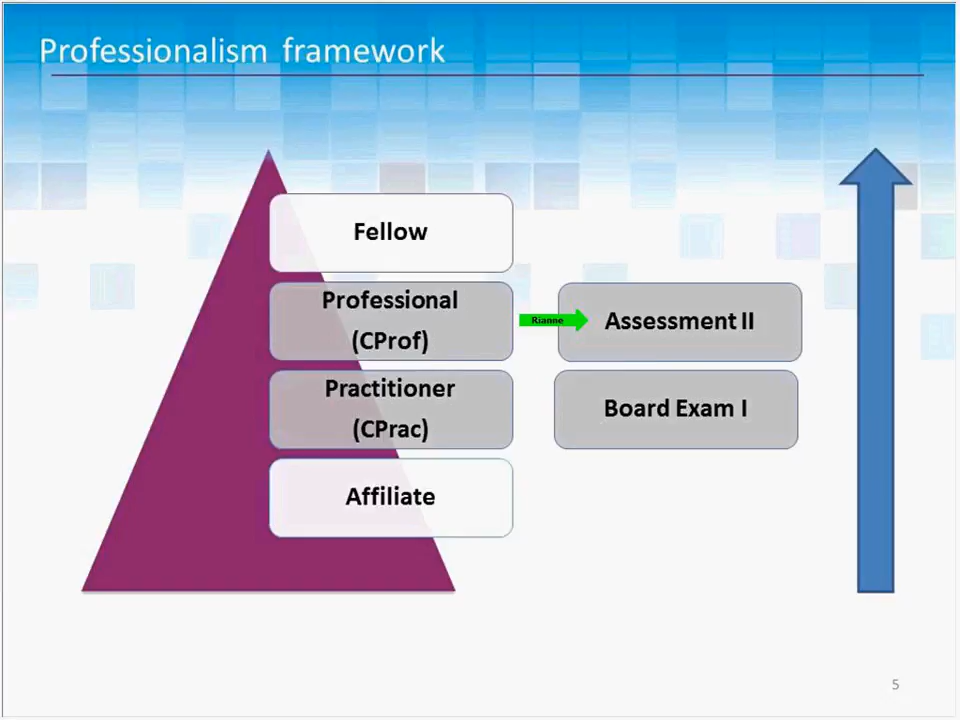 Professionalism framework
Fellow
Professional
(CProf)
Rianne
Assessment II
Practitioner
(CPrac)
Board Exam I
Affiliate
5